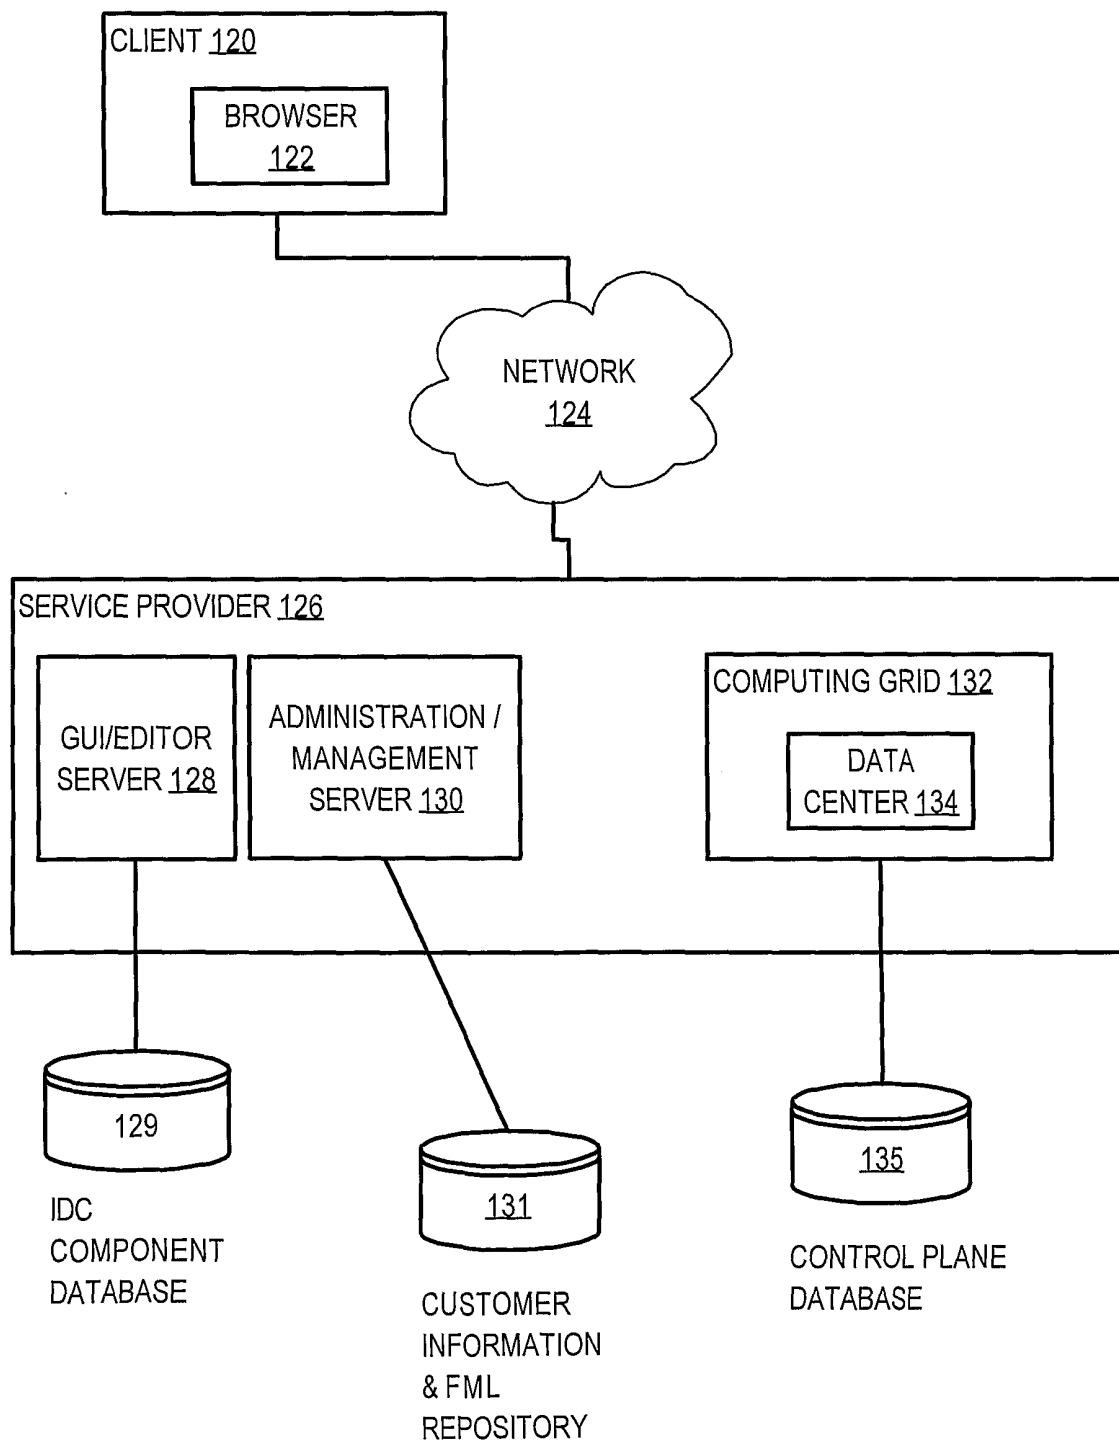 CLIENT 120
BROWSER
122
NETWORK
124
SERVICE PROVIDER 126
GUI/EDITOR
SERVER 128
ADMINISTRATION /
MANAGEMENT
SERVER 130
COMPUTING GRID 132
DATA
CENTER 134
129
IDC
COMPONENT
DATABASE
131
CUSTOMER
INFORMATION
& FML
REPOSITORY
135
CONTROL PLANE
DATABASE